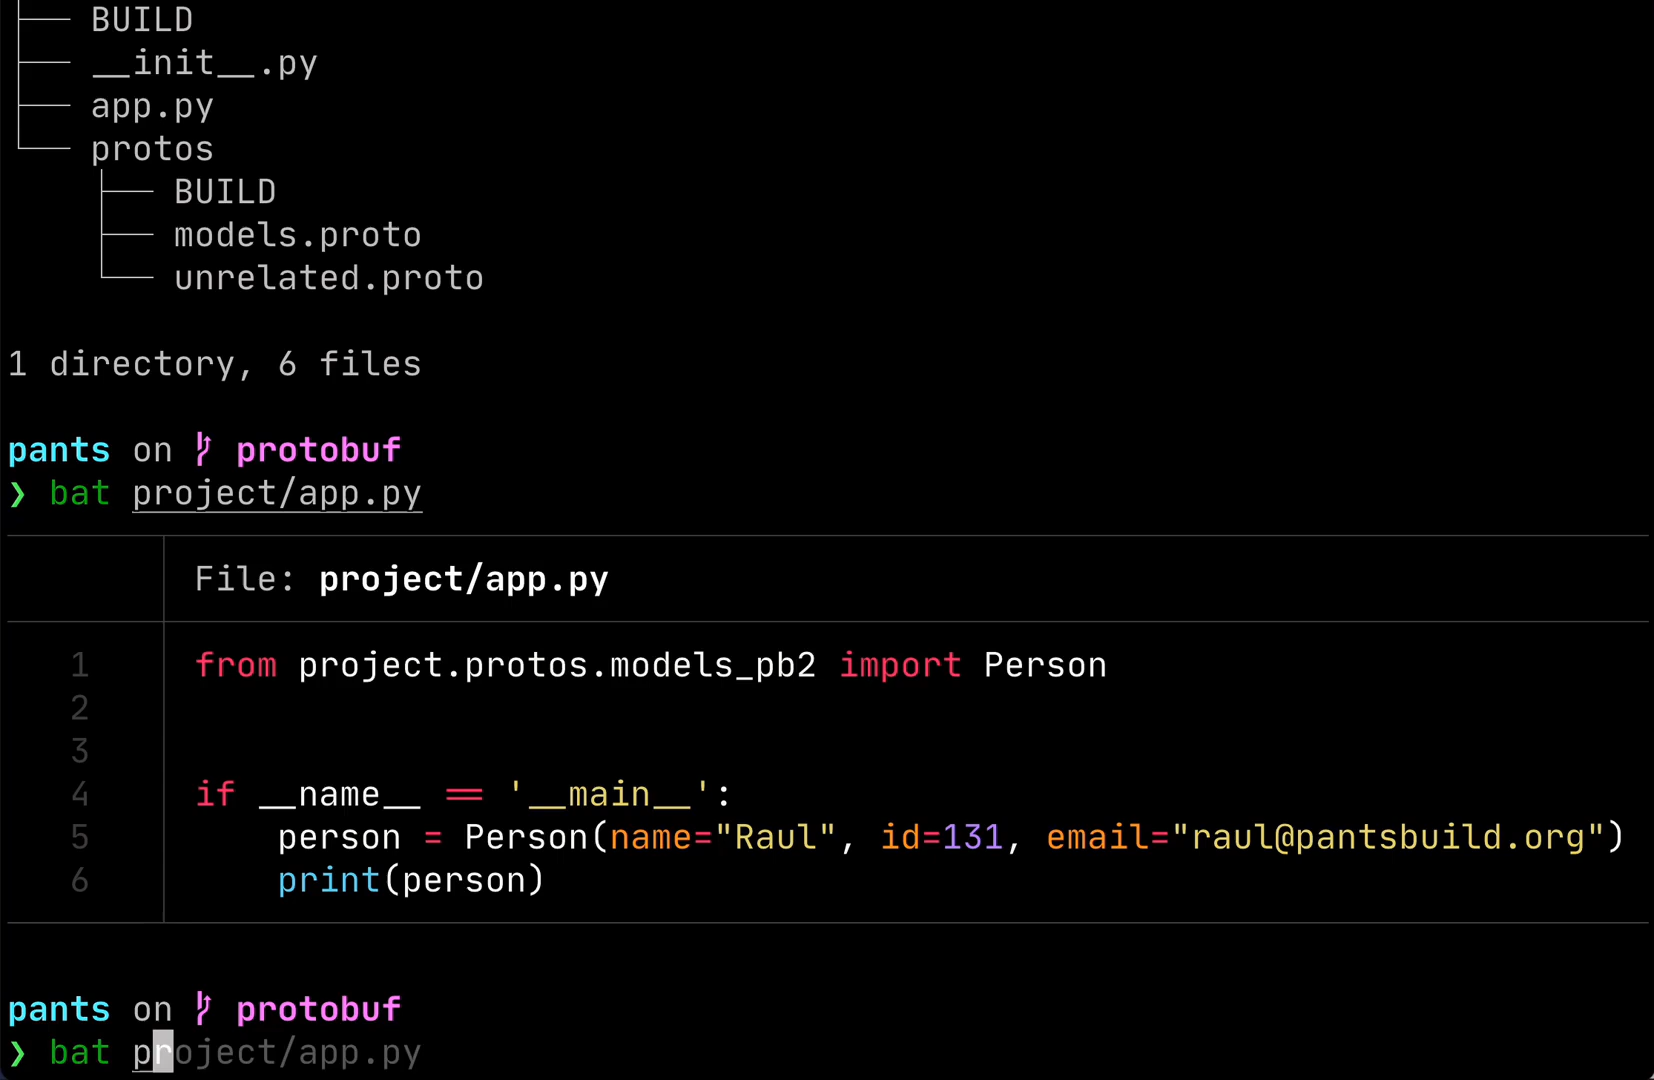 ├── BUILD
├── __init__.py
├── app.py
└── protos
    ├── BUILD
    ├── models.proto
    └── unrelated.proto
1 directory, 6 files
pants on protobuf
❯ bat project/app.py
File: project/app.py
1 from project.protos.models_pb2 import Person
2
3
4 if __name__ == '__main__':
5     person = Person(name="Raul", id=131, email="raul@pantsbuild.org")
6     print(person)
pants on protobuf
❯ bat project/app.py